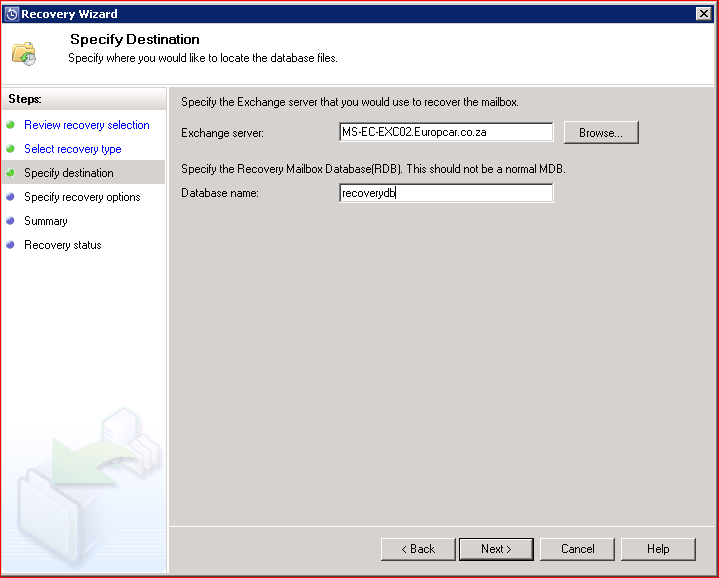 Recovery Wizard
Specify Destination
Specify where you would like to locate the database files.
Steps:
Review recovery selection
Select recovery type
Specify destination
Specify recovery options
Summary
Recovery status
Specify the Exchange server that you would use to recover the mailbox.
Exchange server:
MS-EC-EXC02.Europcar.co.za
Browse...
Specify the Recovery Mailbox Database(RDB). This should not be a normal MDB.
Database name:
recoverydb
< Back
Next >
Cancel
Help